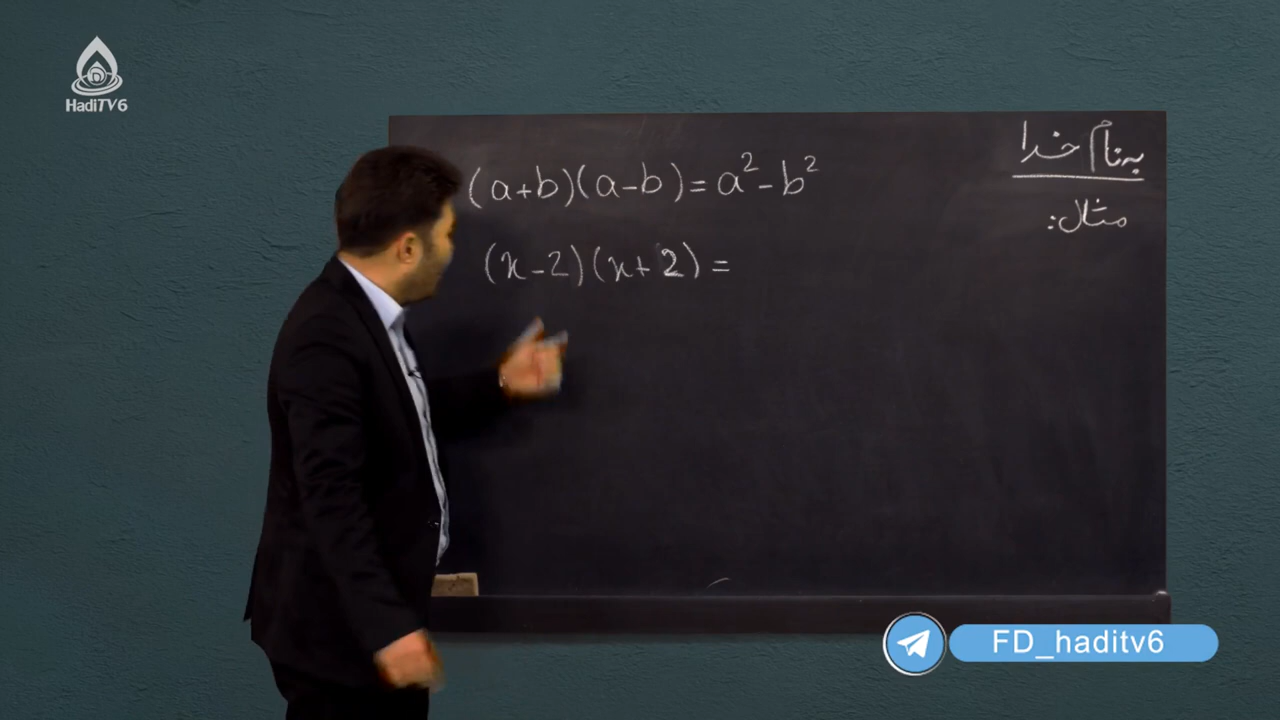 HadiTV6
به نام خدا
(a+b)(a-b)=a²-b²
مثال:
(x-2)(x+2)=
FD_haditv6